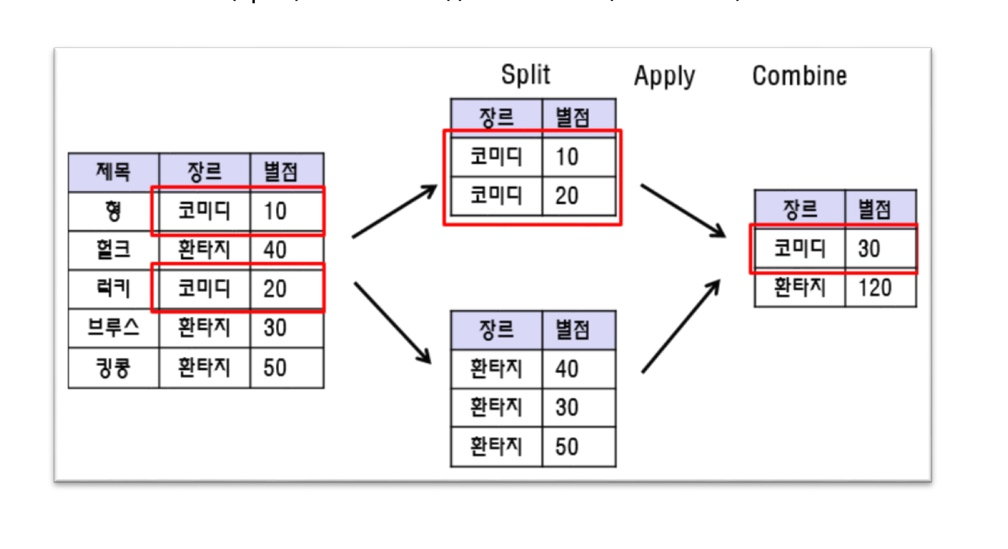 Split Apply Combine
제목 장르 별점
형 코미디 10
헐크 환타지 40
럭키 코미디 20
브루스 환타지 30
킹콩 환타지 50
장르 별점
코미디 10
코미디 20
장르 별점
환타지 40
환타지 30
환타지 50
장르 별점
코미디 30
환타지 120